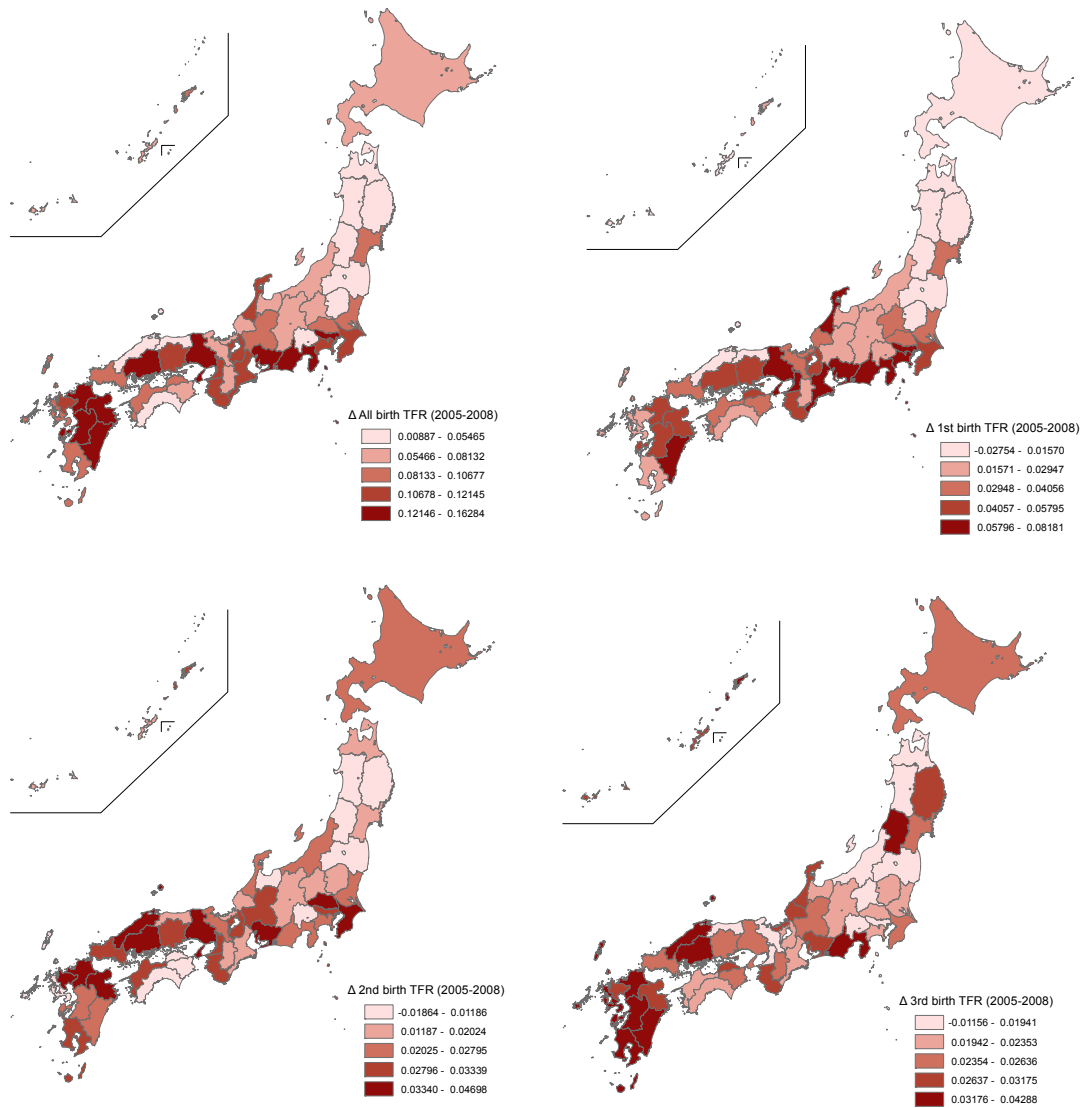 Δ All birth TFR (2005-2008)
0.00887 - 0.05465
0.05466 - 0.08132
0.08133 - 0.10677
0.10678 - 0.12145
0.12146 - 0.16284
Δ 1st birth TFR (2005-2008)
-0.02754 - 0.01570
0.01571 - 0.02947
0.02948 - 0.04056
0.04057 - 0.05795
0.05796 - 0.08181
Δ 2nd birth TFR (2005-2008)
-0.01864 - 0.01186
0.01187 - 0.02024
0.02025 - 0.02795
0.02796 - 0.03339
0.03340 - 0.04698
Δ 3rd birth TFR (2005-2008)
-0.01156 - 0.01941
0.01942 - 0.02353
0.02354 - 0.02636
0.02637 - 0.03175
0.03176 - 0.04288